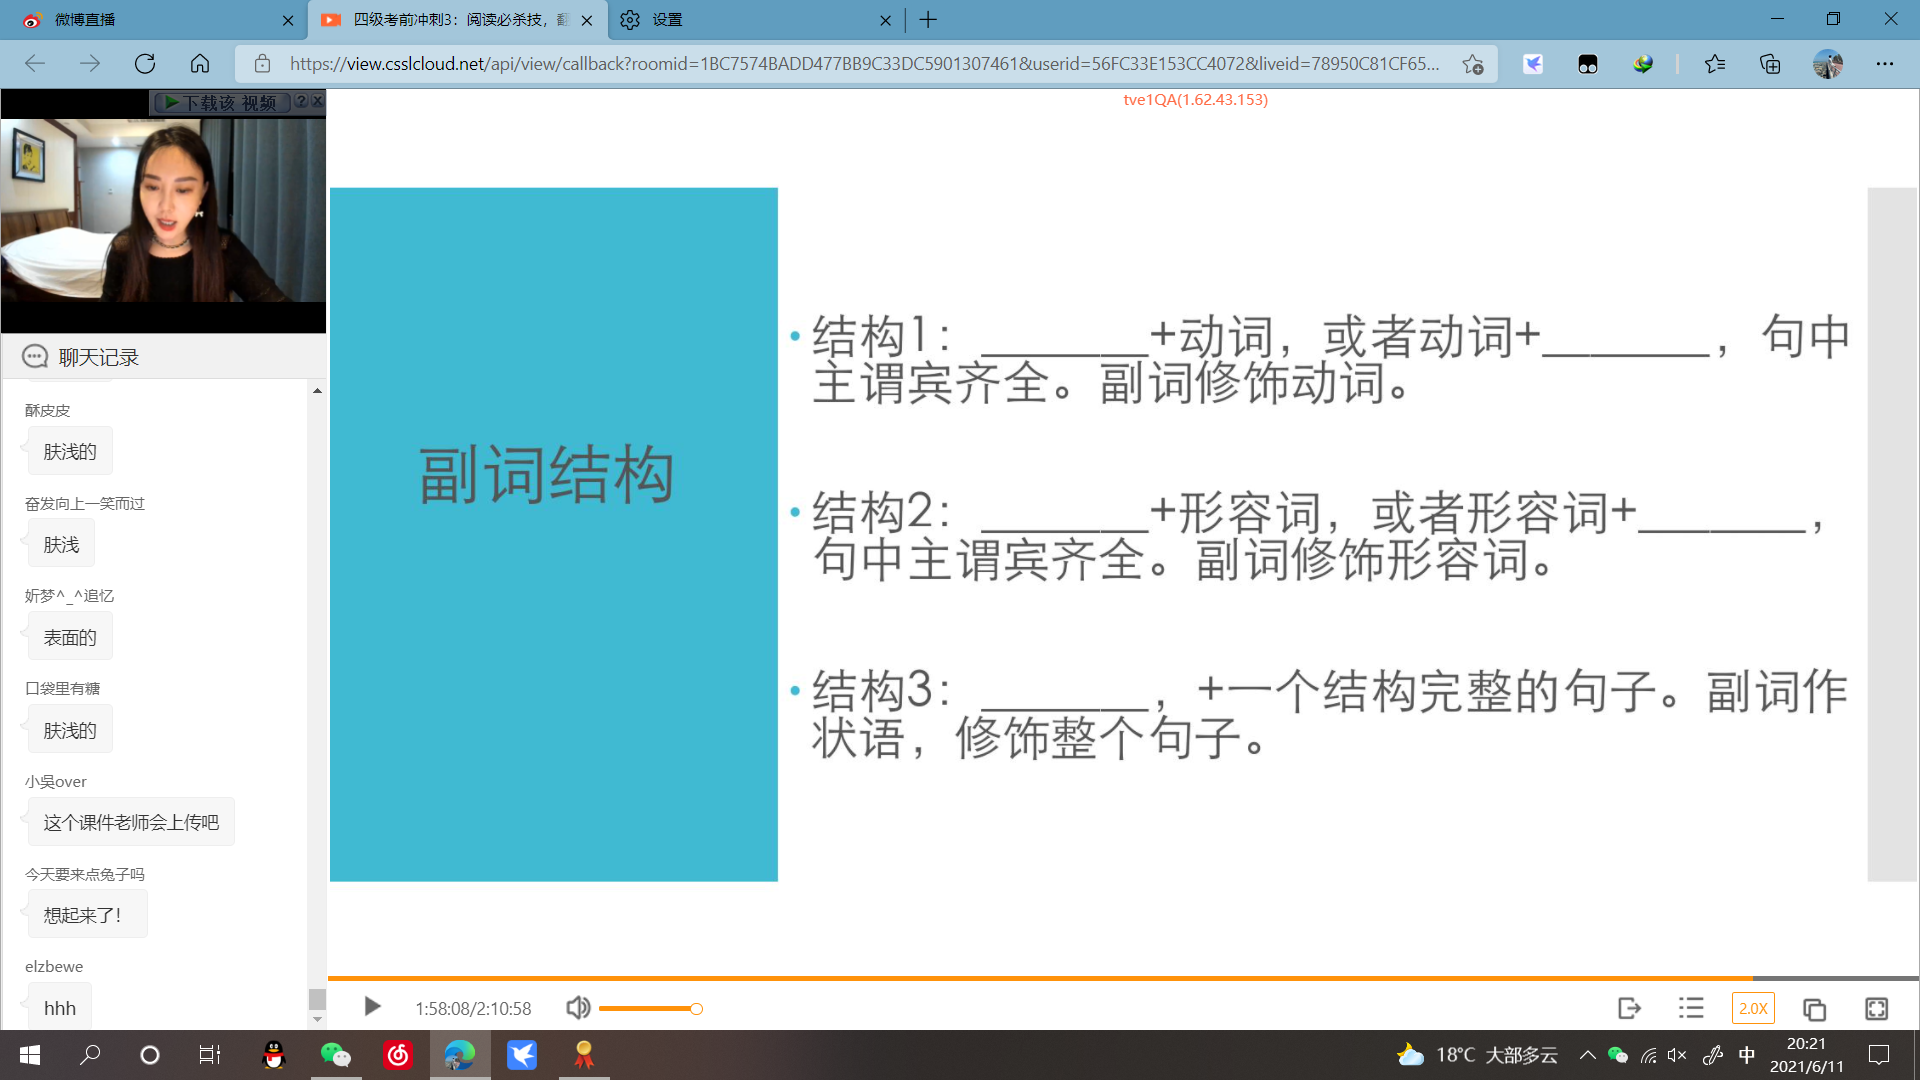 微博直播
四级考前冲刺3：阅读必杀技，翻
设置
https://view.csslcloud.net/api/view/callback?roomid=1BC7574BADD477BB9C33DC5901307461&userid=56FC33E153CC4072&liveid=78950C81CF65...
下载该 视频
tve1QA(1.62.43.153)
副词结构
• 结构1：_______+动词，或者动词+_______，句中
主谓宾齐全。副词修饰动词。
• 结构2：_______+形容词，或者形容词+_______，
句中主谓宾齐全。副词修饰形容词。
• 结构3：_______，+一个结构完整的句子。副词作
状语，修饰整个句子。
聊天记录
酥皮皮
肤浅的
奋发向上一笑而过
肤浅
妡梦^_^追忆
表面的
口袋里有糖
肤浅的
小吳over
这个课件老师会上传吧
今天要来点兔子吗
想起来了！
elzbewe
hhh
1:58:08/2:10:58
2.0X
18°C 大部多云
中
20:21
2021/6/11